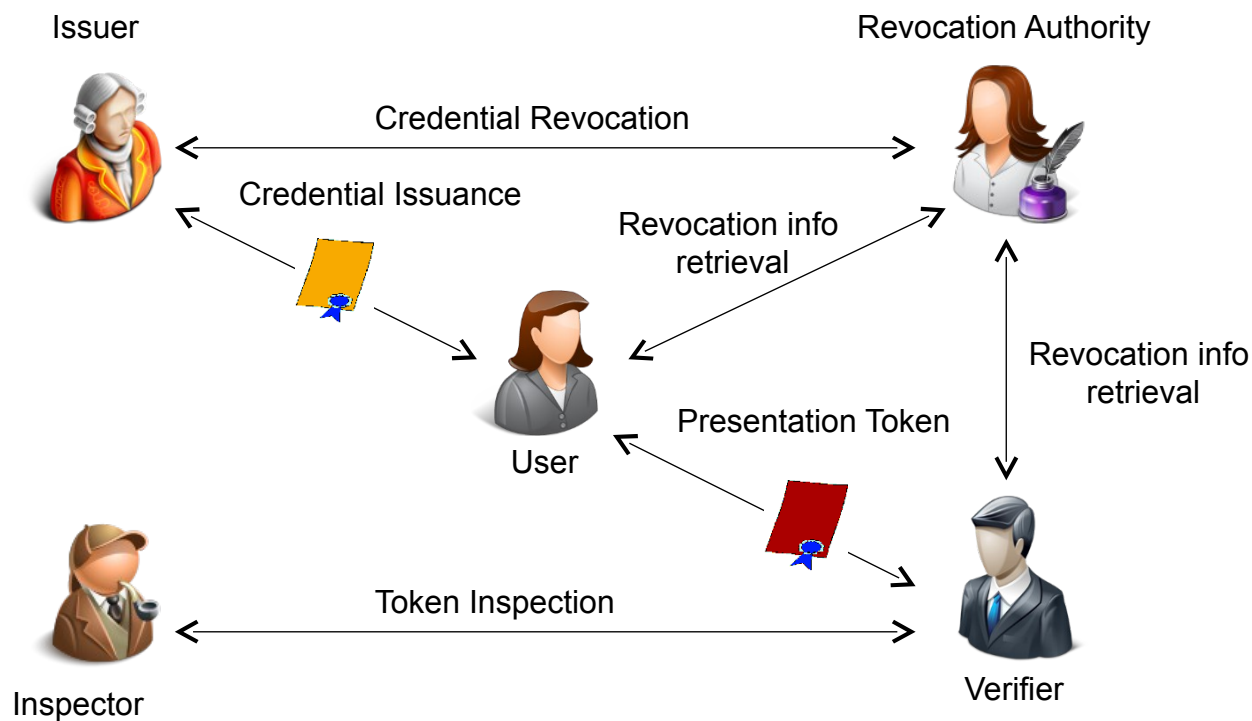 Issuer
Revocation Authority
Credential Revocation
Credential Issuance
Revocation info
retrieval
Revocation info
retrieval
Presentation Token
User
Token Inspection
Verifier
Inspector